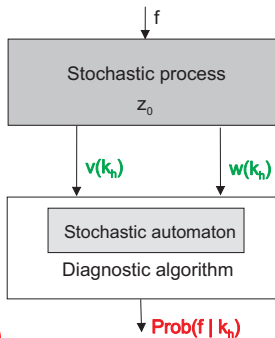 f
Stochastic process
z₀
v(kₕ) w(kₕ)
Stochastic automaton
Diagnostic algorithm
) Prob(f | kₕ)